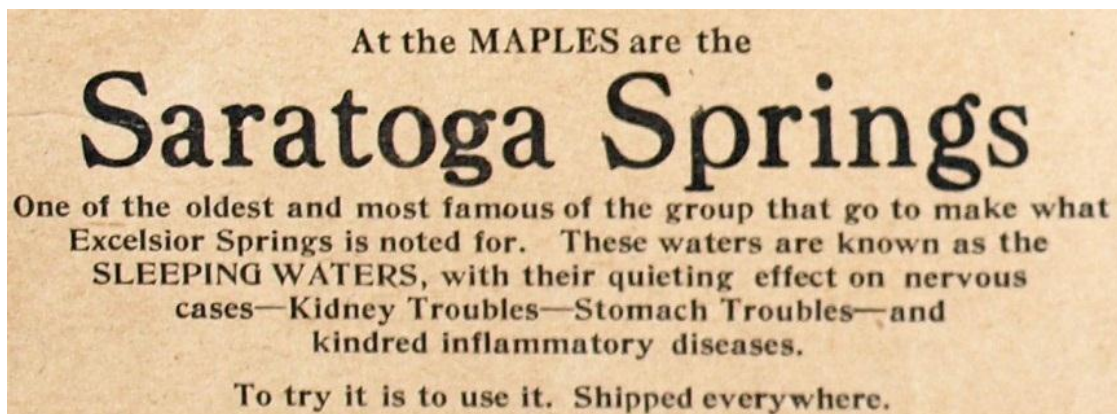 At the MAPLES are the
Saratoga Springs
One of the oldest and most famous of the group that go to make what
Excelsior Springs is noted for. These waters are known as the
SLEEPING WATERS, with their quieting effect on nervous
cases—Kidney Troubles—Stomach Troubles—and
kindred inflammatory diseases.
To try it is to use it. Shipped everywhere.